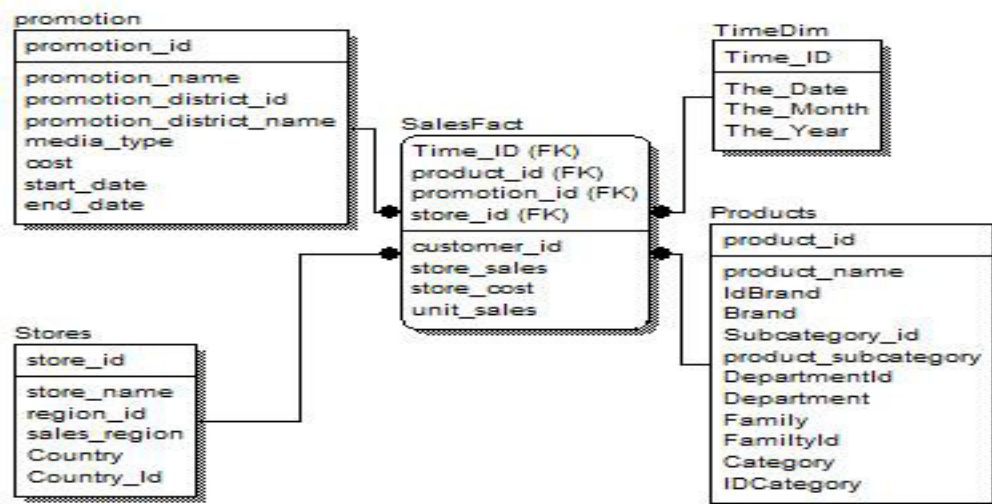 promotion
promotion_id
promotion_name
promotion_district_id
promotion_district_name
media_type
cost
start_date
end_date
TimeDim
Time_ID
The_Date
The_Month
The_Year
SalesFact
Time_ID (FK)
product_id (FK)
promotion_id (FK)
store_id (FK)
customer_id
store_sales
store_cost
unit_sales
Products
product_id
product_name
IdBrand
Brand
Subcategory_id
product_subcategory
DepartmentId
Department
Family
FamiltyId
Category
IDCategory
Stores
store_id
store_name
region_id
sales_region
Country
Country_Id